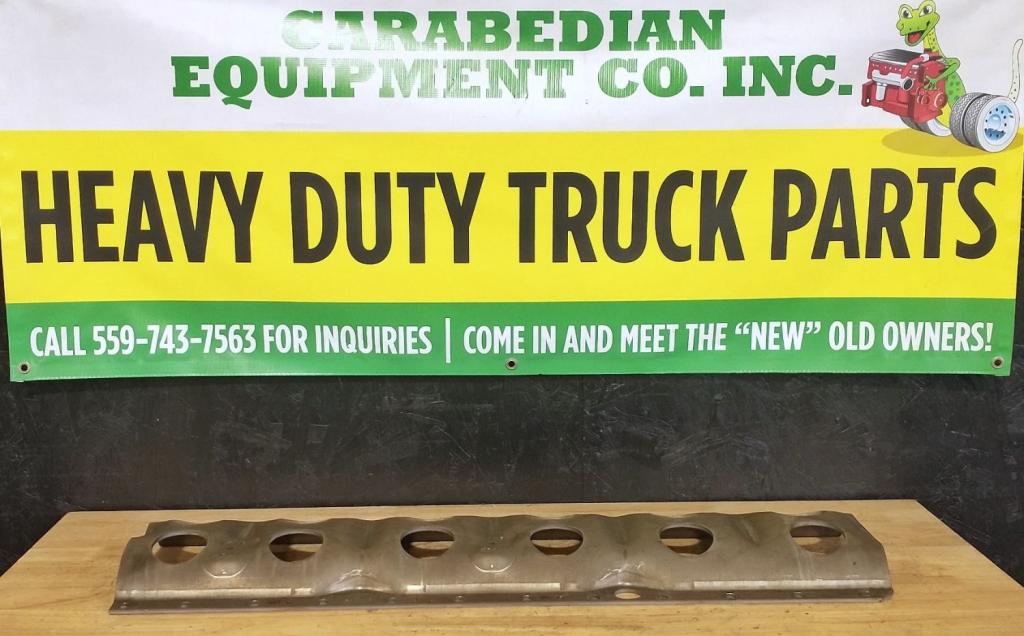 CARABEDIAN
EQUIPMENT CO. INC.
HEAVY DUTY TRUCK PARTS
CALL 559-743-7563 FOR INQUIRIES | COME IN AND MEET THE “NEW” OLD OWNERS!